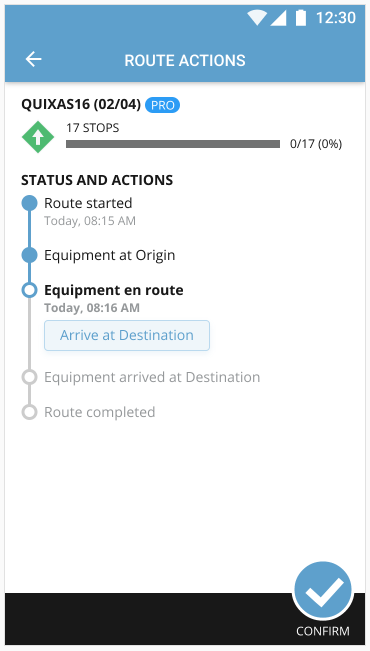 12:30
ROUTE ACTIONS
QUIXAS16 (02/04) PRO
17 STOPS
0/17 (0%)
STATUS AND ACTIONS
Route started
Today, 08:15 AM
Equipment at Origin
Equipment en route
Today, 08:16 AM
Arrive at Destination
Equipment arrived at Destination
Route completed
CONFIRM